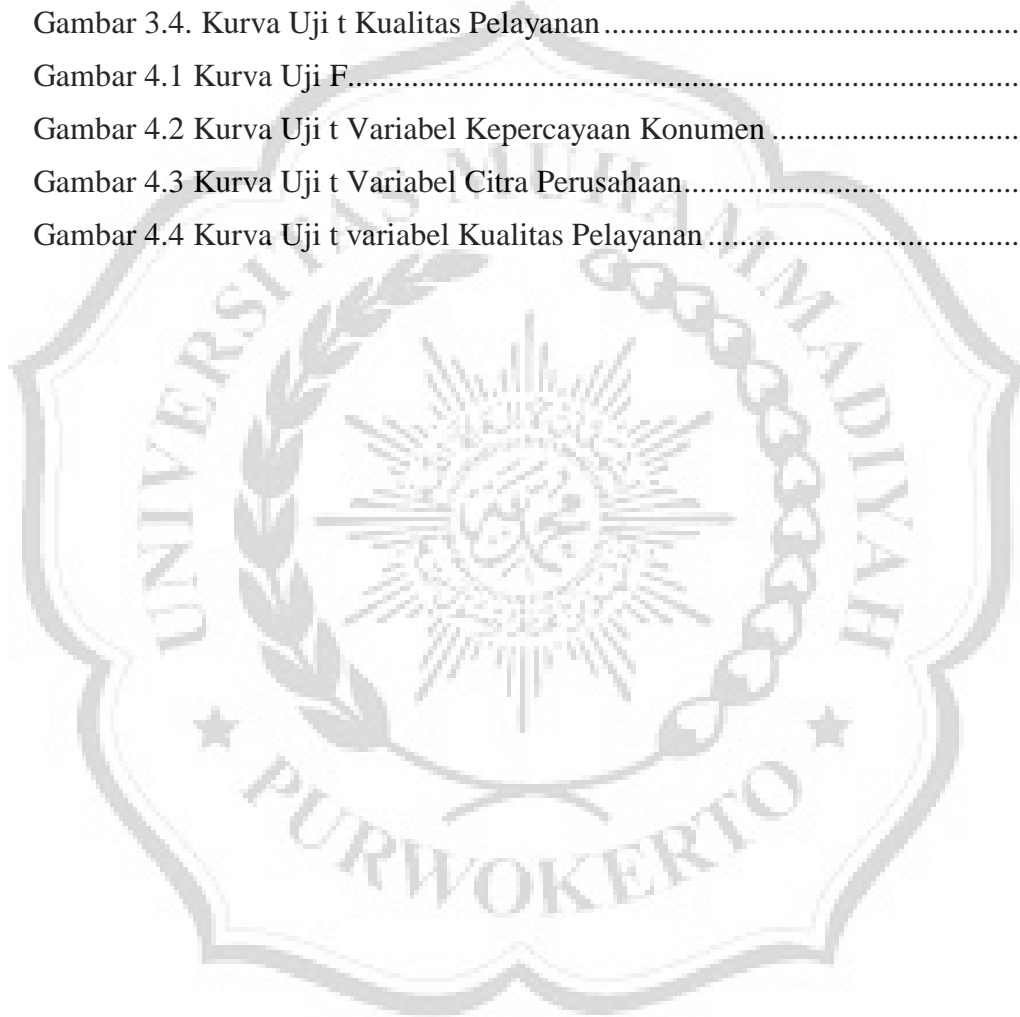 Gambar 3.4. Kurva Uji t Kualitas Pelayanan................................................
Gambar 4.1 Kurva Uji F................................................................................
Gambar 4.2 Kurva Uji t Variabel Kepercayaan Konumen ..............................
Gambar 4.3 Kurva Uji t Variabel Citra Perusahaan........................................
Gambar 4.4 Kurva Uji t variabel Kualitas Pelayanan ......................................
UNIVERSITAS MUHAMMADIYAH
PURWOKERTO